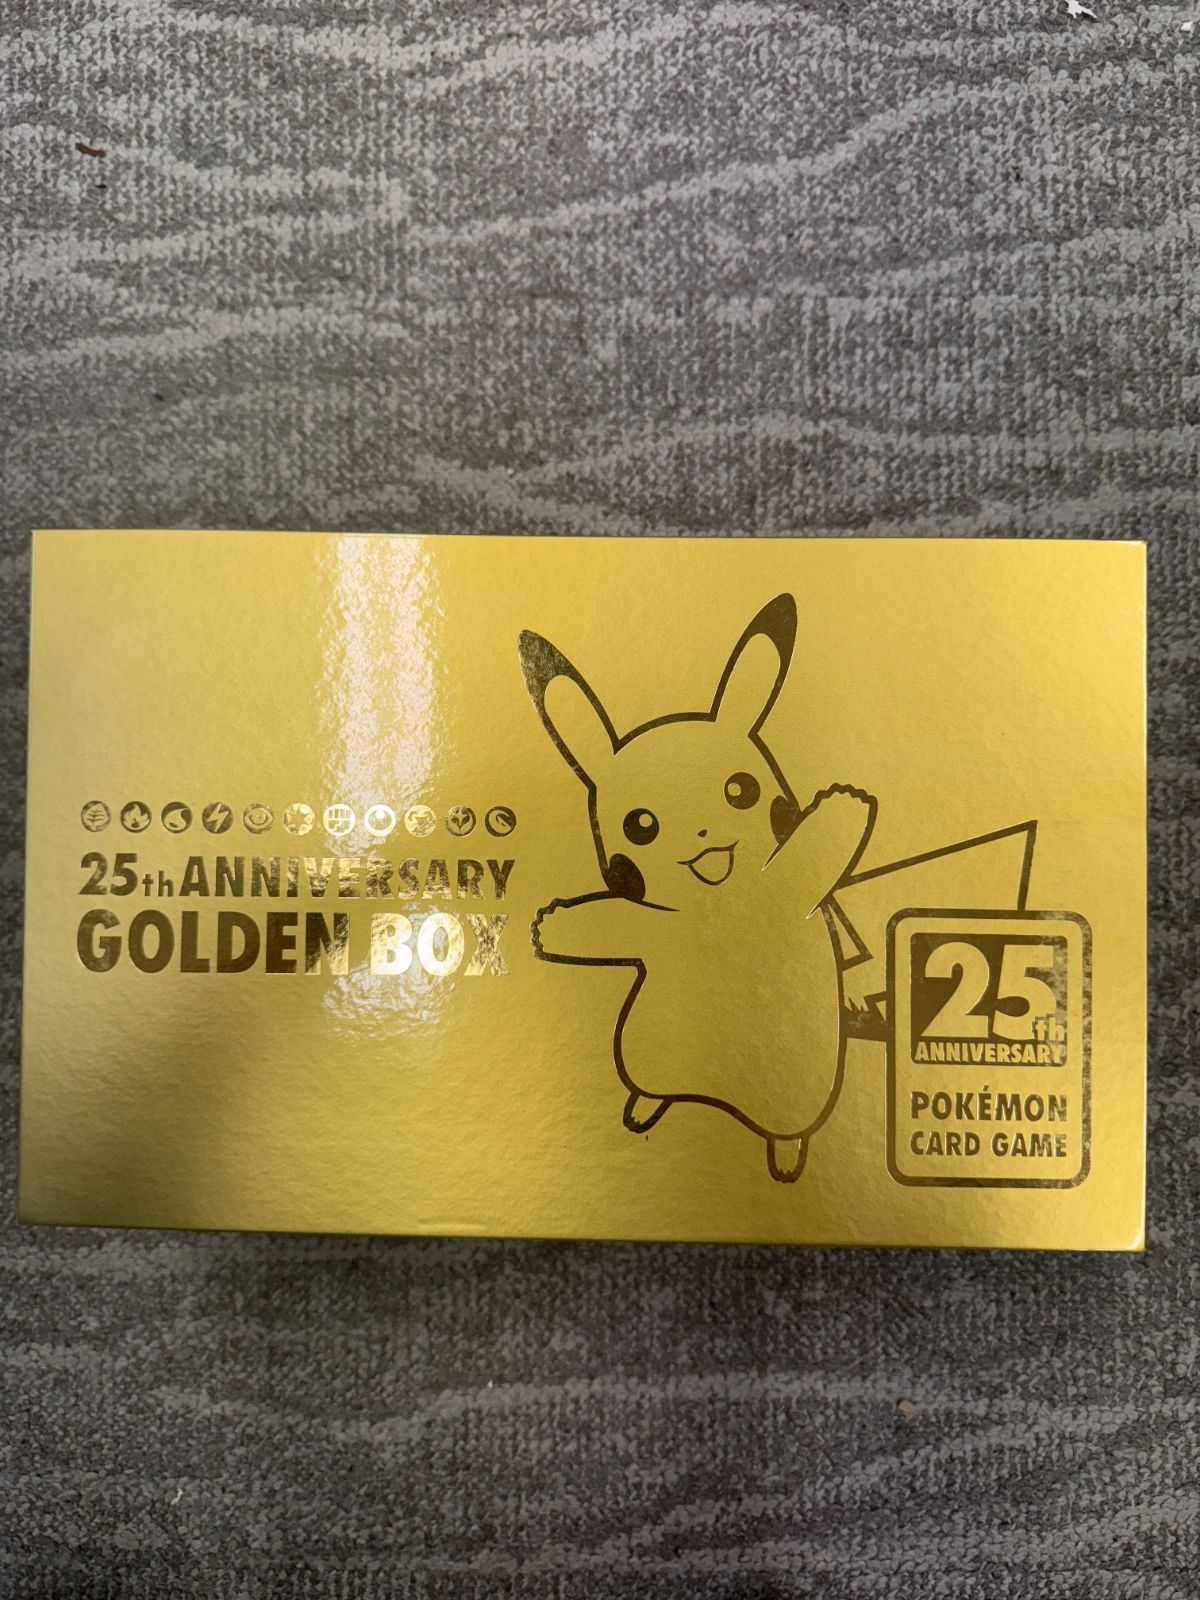 25th ANNIVERSARY
GOLDEN BOX
25th
ANNIVERSARY
POKÉMON
CARD GAME